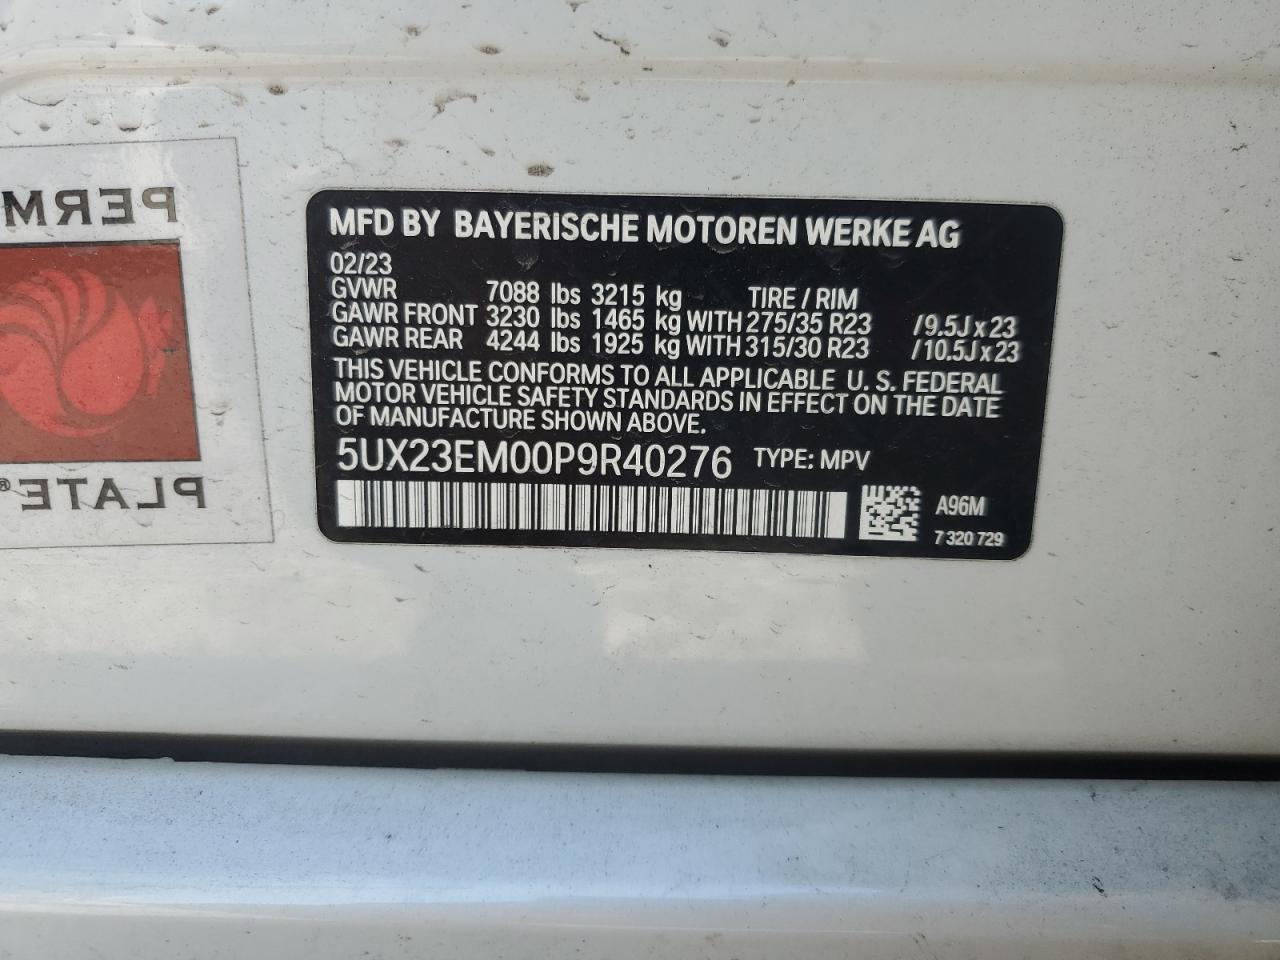 PERM
PLATE®
MFD BY BAYERISCHE MOTOREN WERKE AG
02/23
GVWR 7088 lbs 3215 kg TIRE / RIM
GAWR FRONT 3230 lbs 1465 kg WITH 275/35 R23 /9.5J x 23
GAWR REAR 4244 lbs 1925 kg WITH 315/30 R23 /10.5J x 23
THIS VEHICLE CONFORMS TO ALL APPLICABLE U. S. FEDERAL
MOTOR VEHICLE SAFETY STANDARDS IN EFFECT ON THE DATE
OF MANUFACTURE SHOWN ABOVE.
5UX23EM00P9R40276 TYPE: MPV
A96M
7 320 729